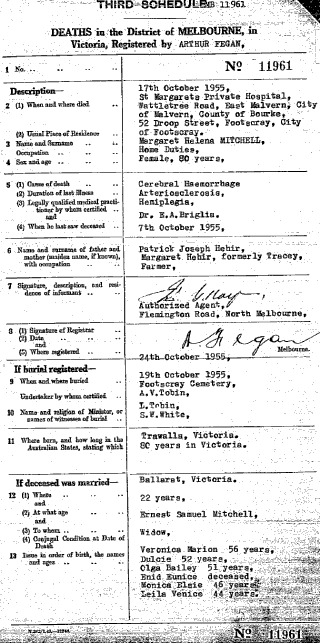 THIRD SCHEDULE 11961
DEATHS in the District of MELBOURNE, in
Victoria, Registered by ARTHUR FEGAN,
1 No. .. .. .. No 11961
Description— 17th October 1955,
St Margarets Private Hospital,
2 (1) When and where died Wattletree Road, East Malvern, City
of Malvern, County of Bourke,
(2) Usual Place of Residence 52 Droop Street, Footscray, City
of Footscray.
3 Name and Surname Margaret Helena MITCHELL,
Occupation Home Duties,
4 Sex and age Female, 80 years,
5 (1) Cause of death Cerebral Haemorrhage
(2) Duration of last illness Arteriosclerosis,
(3) Legally qualified medical practi- Hemiplegia,
tioner by whom certified
and Dr. E.A.Briglia.
(4) When he last saw deceased 7th October 1955,
6 Name and surname of father and Patrick Joseph Hehir,
mother (maiden name, if known), Margaret Hehir, formerly Tracey,
with occupation Farmer,
7 Signature, description, and resi-
dence of informant
Authorized Agent,
Flemington Road, North Melbourne,
8 (1) Signature of Registrar A Fegan
(2) Date
and Melbourne.
(3) Where registered 24th October 1955,
If burial registered— 19th October 1955,
9 When and where buried Footscray Cemetery,
Undertaker by whom certified A.V.Tobin,
10 Name and religion of Minister, or L.Tobin,
names of witnesses of burial S.W.White,
11 Where born, and how long in the Trawalla, Victoria.
Australian States, stating which 80 years in Victoria.
If deceased was married— Ballarat, Victoria.
12 (1) Where
and 22 years,
(2) At what age
and Ernest Samuel Mitchell,
(3) To whom
(4) Conjugal Condition at Date of Widow,
Death
13 Issue in order of birth, the names Veronica Marion 56 years,
and ages Dulcie 52 years,
Olga Bailey 51 years,
Enid Eunice deceased,
Monica Elsie 46 years,
Leila Venice 44 years.
No 11961